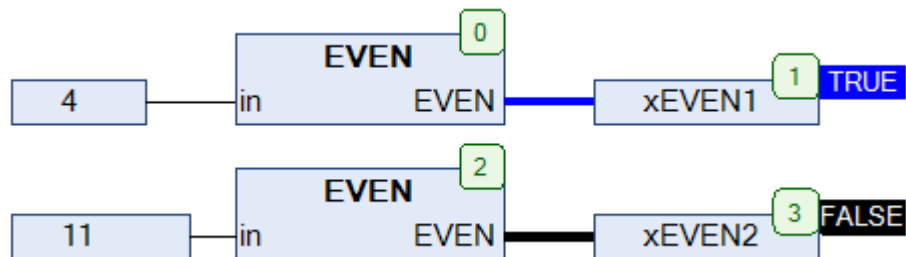 0
EVEN
1 TRUE
4 in EVEN xEVEN1
2
EVEN
3 FALSE
11 in EVEN xEVEN2